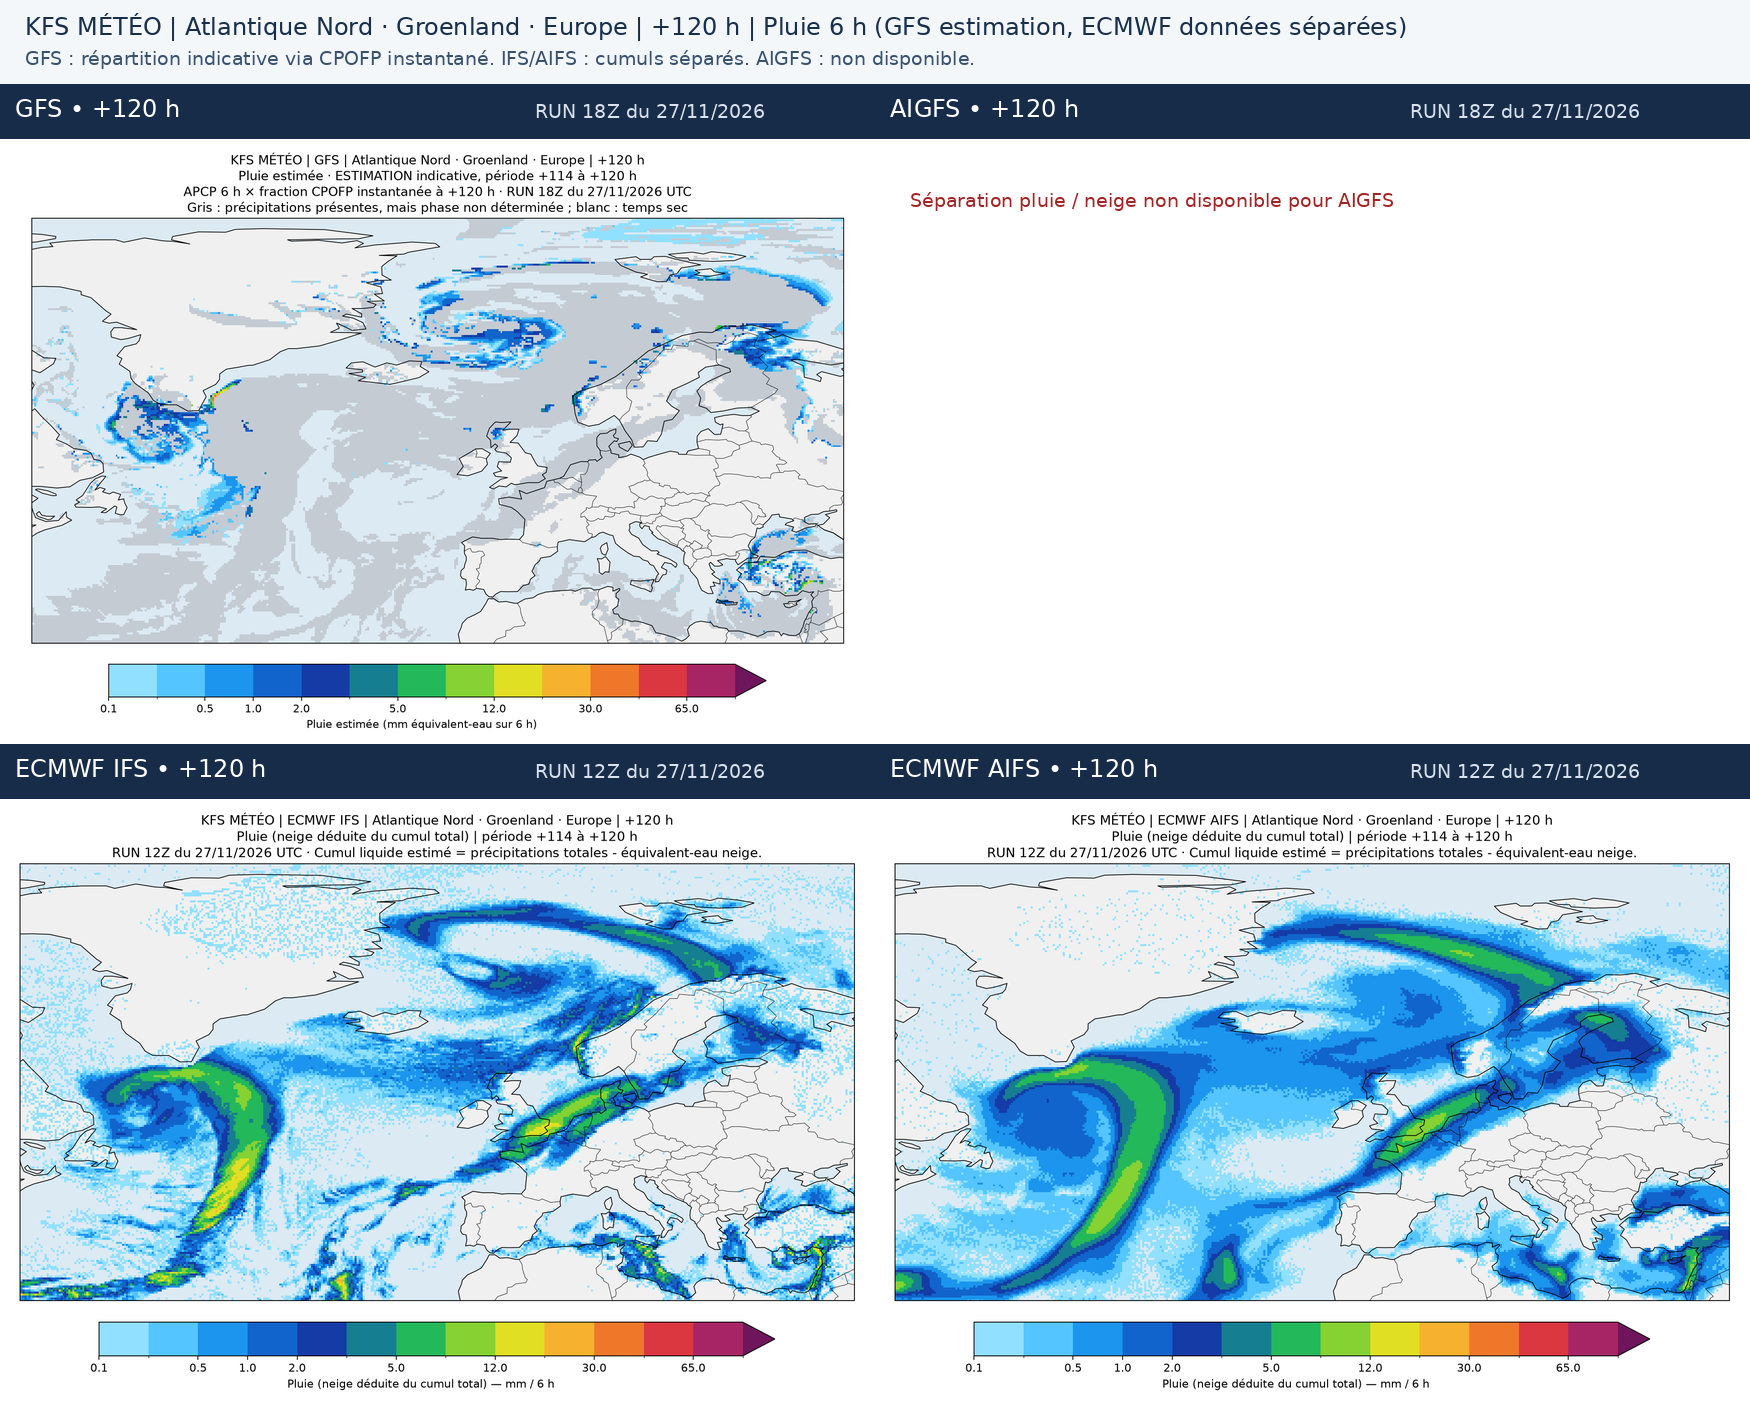 KFS MÉTÉO | Atlantique Nord · Groenland · Europe | +120 h | Pluie 6 h (GFS estimation, ECMWF données séparées)
GFS : répartition indicative via CPOFP instantané. IFS/AIFS : cumuls séparés. AIGFS : non disponible.
GFS • +120 h
RUN 18Z du 27/11/2026
AIGFS • +120 h
RUN 18Z du 27/11/2026
KFS MÉTÉO | GFS | Atlantique Nord · Groenland · Europe | +120 h
Pluie estimée · ESTIMATION indicative, période +114 à +120 h
APCP 6 h × fraction CPOFP instantanée à +120 h · RUN 18Z du 27/11/2026 UTC
Gris : précipitations présentes, mais phase non déterminée ; blanc : temps sec
0.1 0.5 1.0 2.0 5.0 12.0 30.0 65.0
Pluie estimée (mm équivalent-eau sur 6 h)
Séparation pluie / neige non disponible pour AIGFS
ECMWF IFS • +120 h
RUN 12Z du 27/11/2026
ECMWF AIFS • +120 h
RUN 12Z du 27/11/2026
KFS MÉTÉO | ECMWF IFS | Atlantique Nord · Groenland · Europe | +120 h
Pluie (neige déduite du cumul total) | période +114 à +120 h
RUN 12Z du 27/11/2026 UTC · Cumul liquide estimé = précipitations totales - équivalent-eau neige.
0.1 0.5 1.0 2.0 5.0 12.0 30.0 65.0
Pluie (neige déduite du cumul total) — mm / 6 h
KFS MÉTÉO | ECMWF AIFS | Atlantique Nord · Groenland · Europe | +120 h
Pluie (neige déduite du cumul total) | période +114 à +120 h
RUN 12Z du 27/11/2026 UTC · Cumul liquide estimé = précipitations totales - équivalent-eau neige.
0.1 0.5 1.0 2.0 5.0 12.0 30.0 65.0
Pluie (neige déduite du cumul total) — mm / 6 h